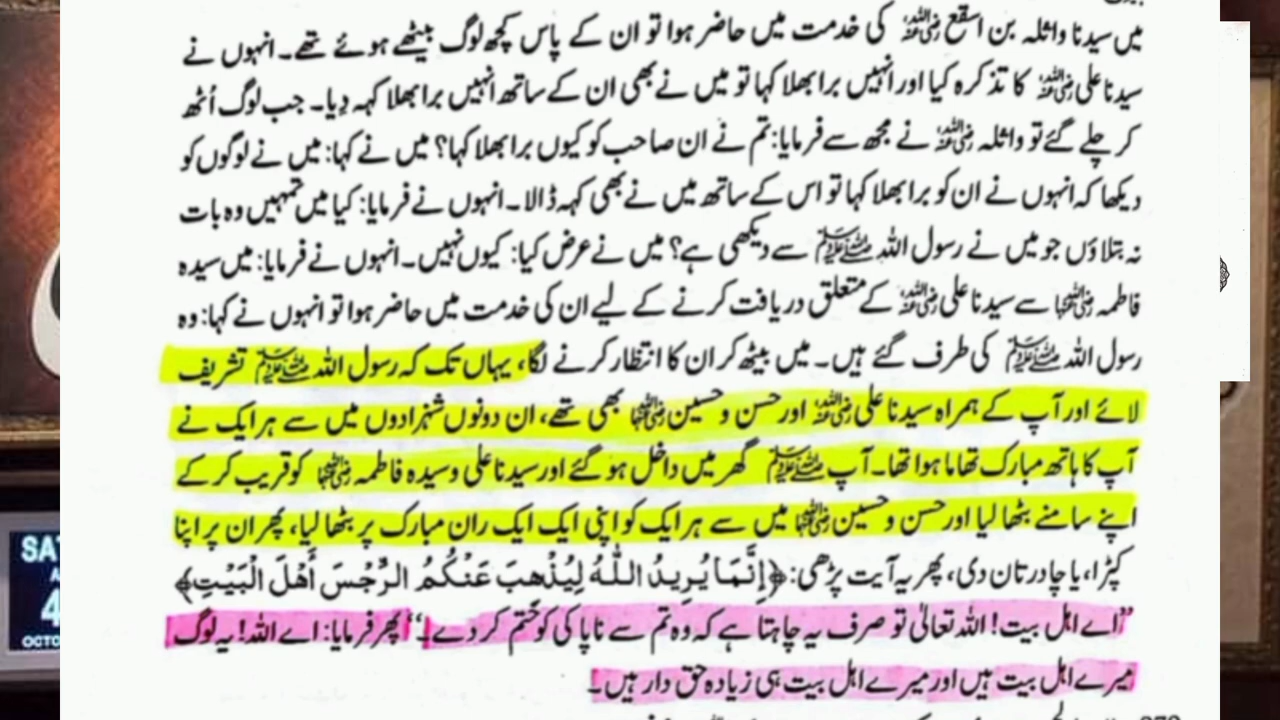 میں سیدنا واثلہ بن اسقع رضی اللہ عنہ کی خدمت میں حاضر ہوا تو ان کے پاس کچھ لوگ بیٹھے ہوئے تھے۔ انہوں نے
سیدنا علی رضی اللہ عنہ کا تذکرہ کیا اور انہیں برا بھلا کہا تو میں نے بھی ان کے ساتھ انہیں برا بھلا کہہ دیا۔ جب لوگ اُٹھ
کر چلے گئے تو واثلہ رضی اللہ عنہ نے مجھ سے فرمایا: تم نے ان صاحب کو کیوں برا بھلا کہا؟ میں نے کہا: میں نے لوگوں کو
دیکھا کہ انہوں نے ان کو برا بھلا کہا تو اس کے ساتھ میں نے بھی کہہ ڈالا۔ انہوں نے فرمایا: کیا میں تمہیں وہ بات
نہ بتلاؤں جو میں نے رسول اللہ ﷺ سے دیکھی ہے؟ میں نے عرض کیا: کیوں نہیں۔ انہوں نے فرمایا: میں سیدہ
فاطمہ رضی اللہ عنہا سے سیدنا علی رضی اللہ عنہ کے متعلق دریافت کرنے کے لیے ان کی خدمت میں حاضر ہوا تو انہوں نے کہا: وہ
رسول اللہ ﷺ کی طرف گئے ہیں۔ میں بیٹھ کر ان کا انتظار کرنے لگا، یہاں تک کہ رسول اللہ ﷺ تشریف
لائے اور آپ کے ہمراہ سیدنا علی رضی اللہ عنہ اور حسن و حسین رضی اللہ عنہما بھی تھے، ان دونوں شہزادوں میں سے ہر ایک نے
آپ کا ہاتھ مبارک تھاما ہوا تھا۔ آپ ﷺ گھر میں داخل ہو گئے اور سیدنا علی و سیدہ فاطمہ رضی اللہ عنہما کو قریب کر کے
اپنے سامنے بٹھا لیا اور حسن و حسین رضی اللہ عنہما میں سے ہر ایک کو اپنی ایک ایک ران مبارک پر بٹھا لیا، پھر ان پر اپنا
کپڑا، یا چادر تان دی، پھر یہ آیت پڑھی: ﴿إِنَّمَا يُرِيدُ اللّٰهُ لِيُذْهِبَ عَنْكُمُ الرِّجْسَ أَهْلَ الْبَيْتِ﴾
”اے اہل بیت! اللہ تعالیٰ تو صرف یہ چاہتا ہے کہ وہ تم سے ناپاکی کو ختم کر دے۔“ پھر فرمایا: اے اللہ! یہ لوگ
میرے اہل بیت ہیں اور میرے اہل بیت ہی زیادہ حق دار ہیں۔
SAT
4
OCTO